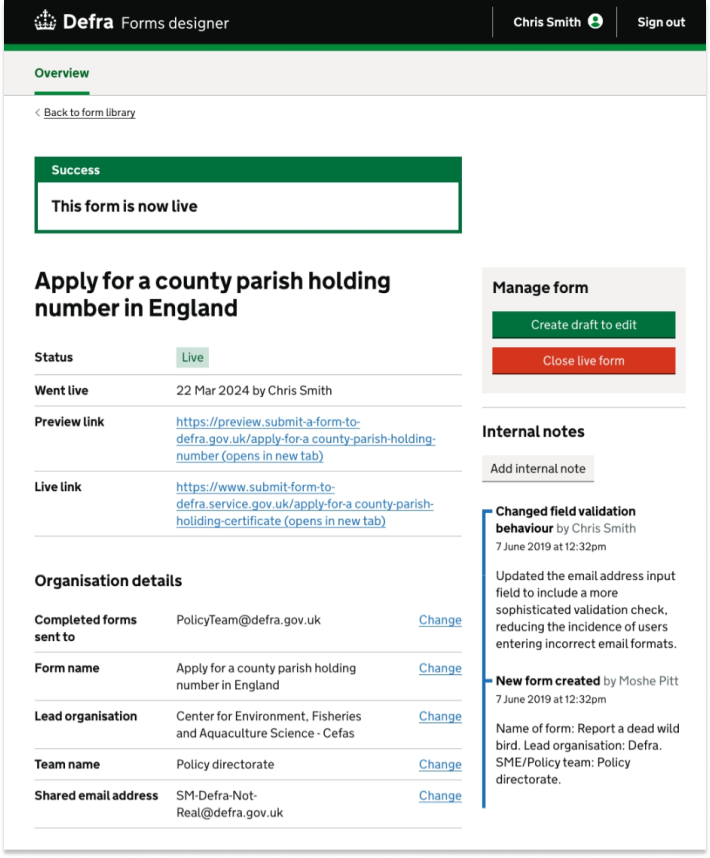 Defra Forms designer
Chris Smith
Sign out
Overview
Back to form library
Success
This form is now live
Apply for a county parish holding
number in England
Status
Live
Went live
22 Mar 2024 by Chris Smith
Preview link
https://preview.submit-a-form-to-
defra.gov.uk/apply-for-a county-parish-holding-
number (opens in new tab)
Live link
https://www.submit-form-to-
defra.service.gov.uk/apply-for-a county-parish-
holiding-certificate (opens in new tab)
Organisation details
Completed forms
sent to
PolicyTeam@defra.gov.uk
Change
Form name
Apply for a county parish holding
number in England
Change
Lead organisation
Center for Environment, Fisheries
and Aquaculture Science - Cefas
Change
Team name
Policy directorate
Change
Shared email address
SM-Defra-Not-
Real@defra.gov.uk
Change
Manage form
Create draft to edit
Close live form
Internal notes
Add internal note
Changed field validation
behaviour by Chris Smith
7 June 2019 at 12:32pm
Updated the email address input
field to include a more
sophisticated validation check,
reducing the incidence of users
entering incorrect email formats.
New form created by Moshe Pitt
7 June 2019 at 12:32pm
Name of form: Report a dead wild
bird. Lead organisation: Defra.
SME/Policy team: Policy
directorate.